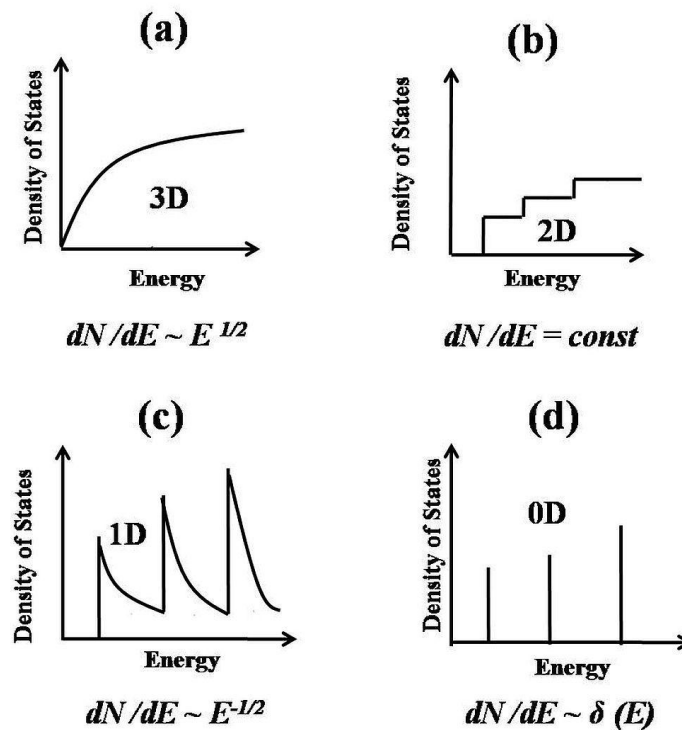 (a)
Density of States
3D
Energy
dN/dE ~ E 1/2
(b)
Density of States
2D
Energy
dN/dE = const
(c)
Density of States
1D
Energy
dN/dE ~ E-1/2
(d)
Density of States
0D
Energy
dN/dE ~ δ (E)